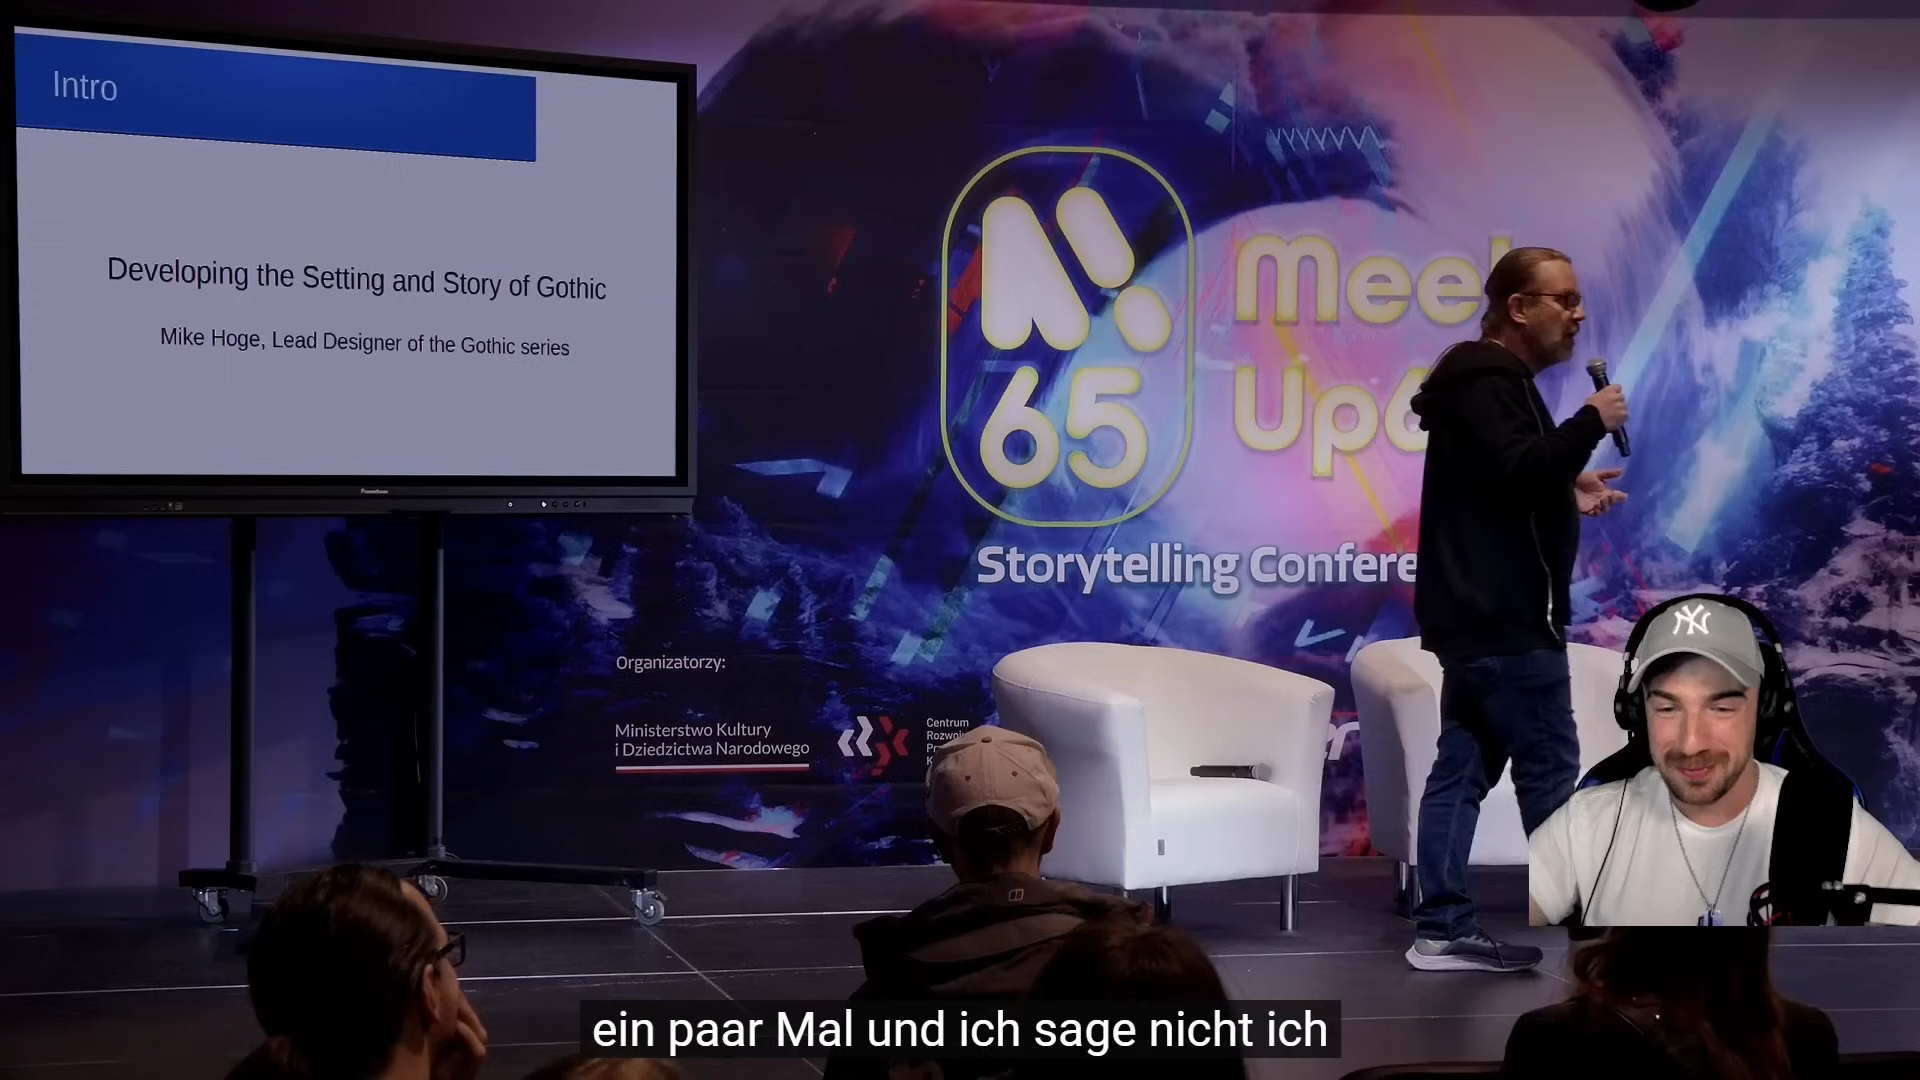 Intro
Developing the Setting and Story of Gothic
Mike Hoge, Lead Designer of the Gothic series
65
Storytelling
Organizatorzy:
Ministerstwo Kultury
i Dziedzictwa Narodowego
Centrum
NY
ein paar Mal und ich sage nicht ich